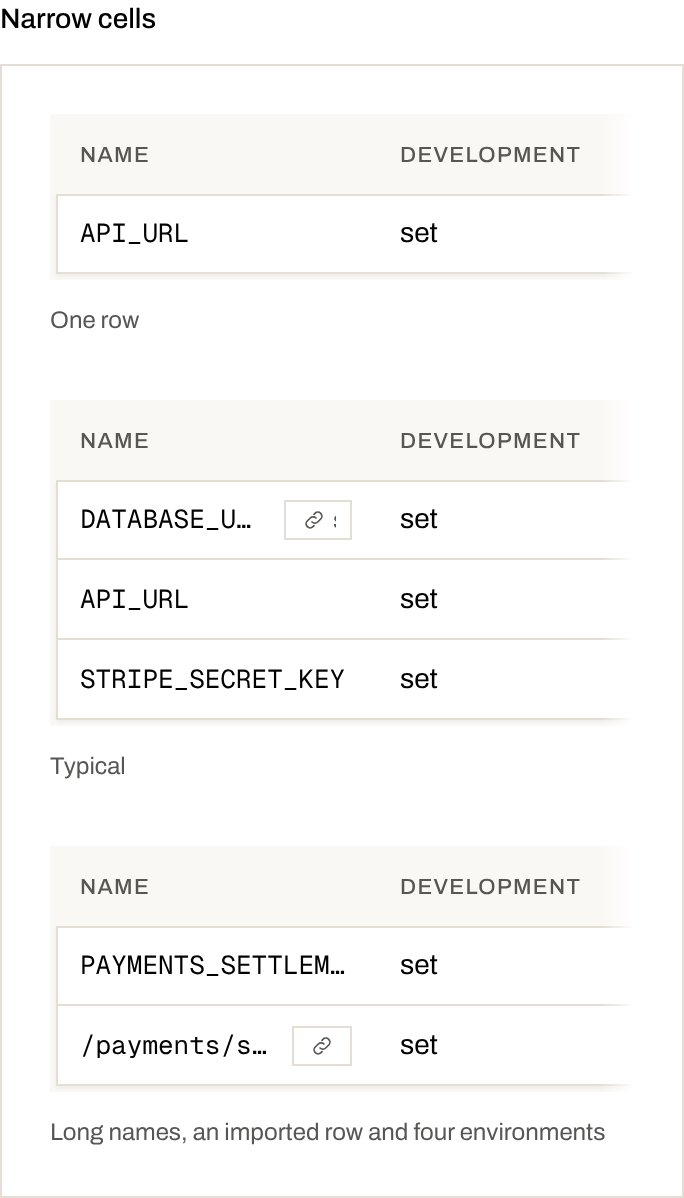 Narrow cells
NAME DEVELOPMENT
API_URL set
One row
NAME DEVELOPMENT
DATABASE_U… set
API_URL set
STRIPE_SECRET_KEY set
Typical
NAME DEVELOPMENT
PAYMENTS_SETTLEM… set
/payments/s… set
Long names, an imported row and four environments